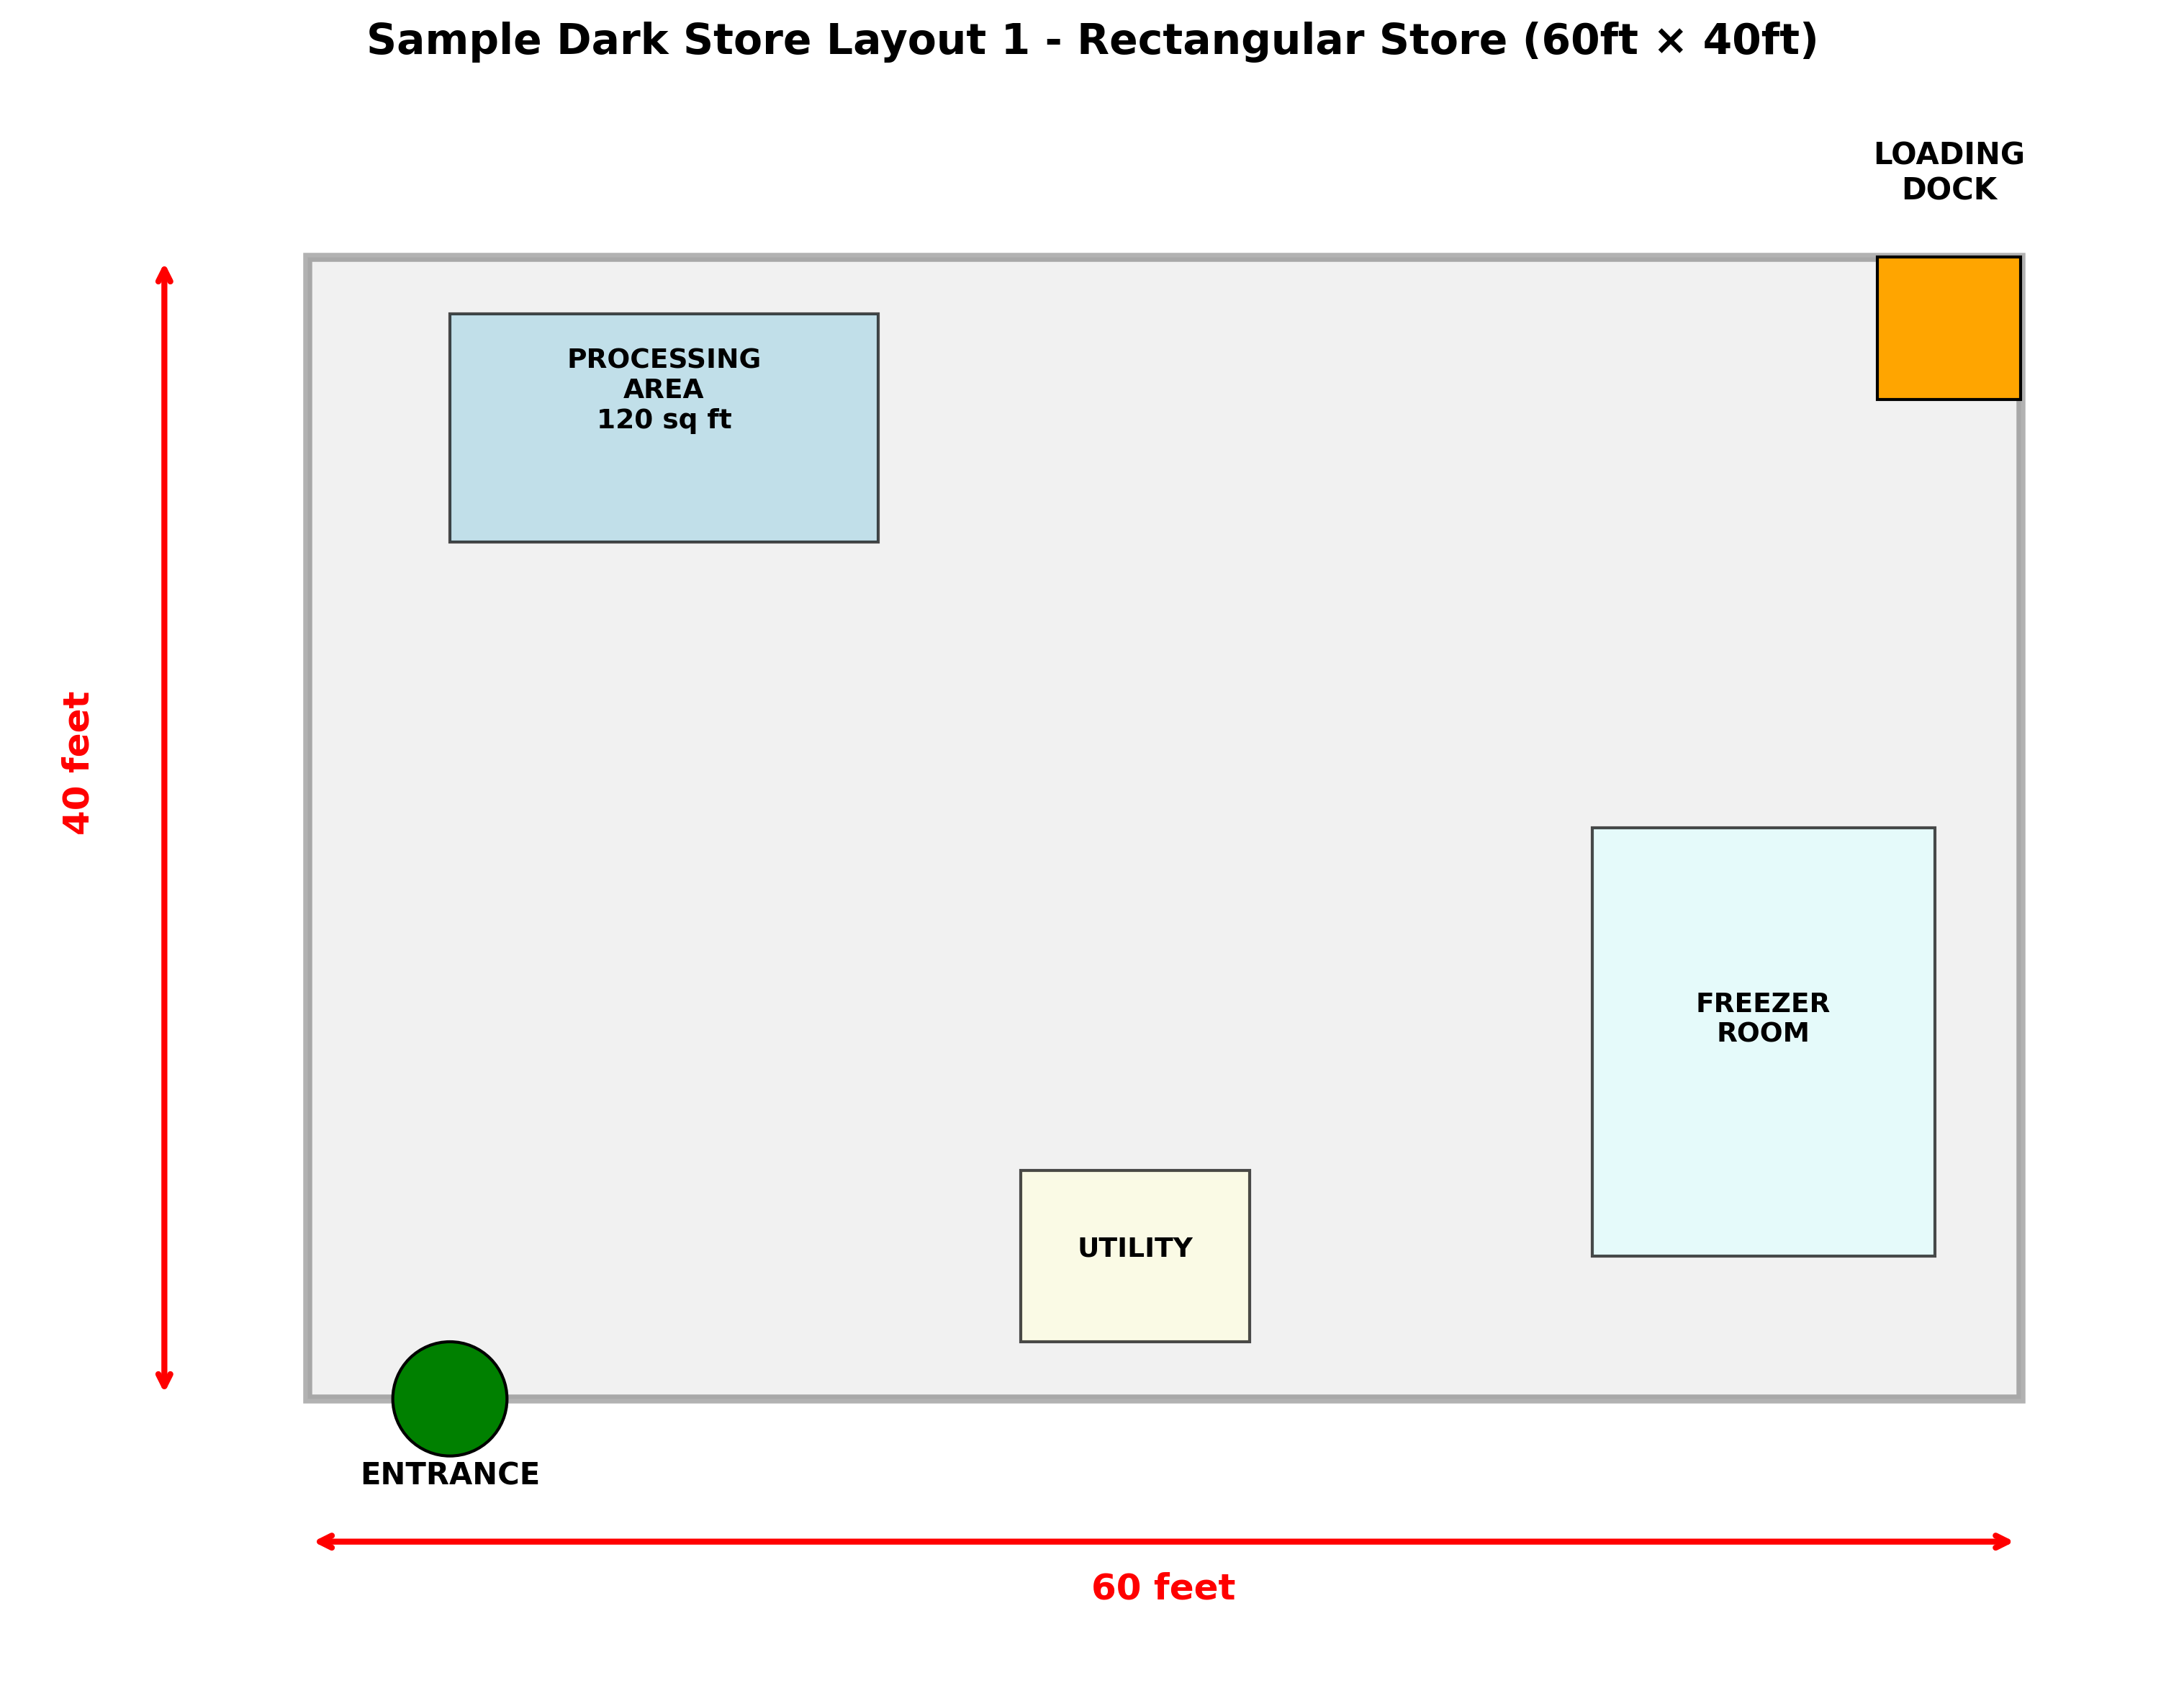 Sample Dark Store Layout 1 - Rectangular Store (60ft × 40ft)
LOADING
DOCK
PROCESSING
AREA
120 sq ft
40 feet
FREEZER
ROOM
UTILITY
ENTRANCE
60 feet